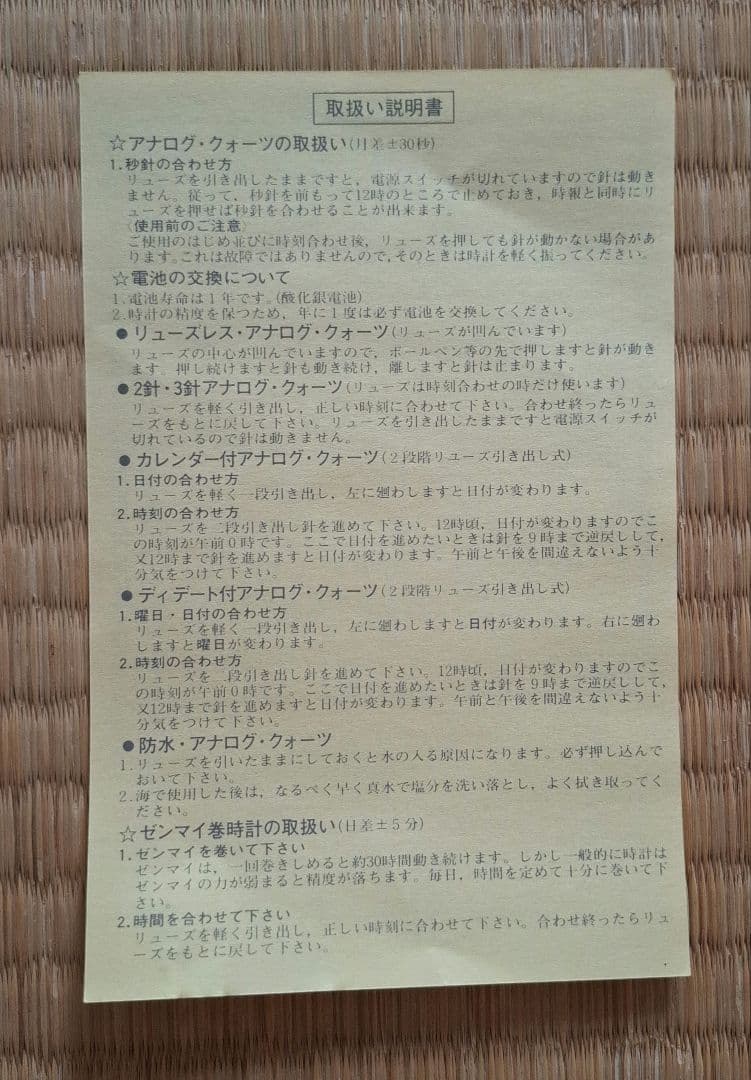 取扱い説明書
☆アナログ・クォーツの取扱い(月差±30秒)
1.秒針の合わせ方
リューズを引き出したままですと，電源スイッチが切れていますので針は動き
ません。従って，秒針を前もって12時のところで止めておき，時報と同時にリ
ューズを押せば秒針を合わせることが出来ます。
〈使用前のご注意〉
ご使用のはじめ並びに時刻合わせ後，リューズを押しても針が動かない場合があ
ります。これは故障ではありませんので，そのときは時計を軽く振ってください。
☆電池の交換について
1.電池寿命は1年です。(酸化銀電池)
2.時計の精度を保つため，年に1度は必ず電池を交換してください。
●リューズレス・アナログ・クォーツ(リューズが凹んでいます)
リューズの中心が凹んでいますので，ボールペン等の先で押しますと針が動き
ます。押し続けますと針も動き続け，離しますと針は止まります。
●2針・3針アナログ・クォーツ(リューズは時刻合わせの時だけ使います)
リューズを軽く引き出し，正しい時刻に合わせて下さい。合わせ終ったらリュ
ーズをもとに戻して下さい。リューズを引き出したままですと電源スイッチが
切れているので針は動きません。
●カレンダー付アナログ・クォーツ(2段階リューズ引き出し式)
1.日付の合わせ方
リューズを軽く一段引き出し，左に廻わしますと日付が変わります。
2.時刻の合わせ方
リューズを二段引き出し針を進めて下さい。12時頃，日付が変わりますのでこ
の時刻が午前0時です。ここで日付を進めたいときは針を9時まで逆戻しして，
又12時まで針を進めますと日付が変わります。午前と午後を間違えないよう十
分気をつけて下さい。
●ディデート付アナログ・クォーツ(2段階リューズ引き出し式)
1.曜日・日付の合わせ方
リューズを軽く一段引き出し，左に廻わしますと日付が変わります。右に廻わ
しますと曜日が変わります。
2.時刻の合わせ方
リューズを二段引き出し針を進めて下さい。12時頃，日付が変わりますのでこ
の時刻が午前0時です。ここで日付を進めたいときは針を9時まで逆戻しして，
又12時まで針を進めますと日付が変わります。午前と午後を間違えないよう十
分気をつけて下さい。
●防水・アナログ・クォーツ
1.リューズを引いたままにしておくと水の入る原因になります。必ず押し込んで
おいて下さい。
2.海で使用した後は，なるべく早く真水で塩分を洗い落とし，よく拭き取ってく
ださい。
☆ゼンマイ巻時計の取扱い(日差±5分)
1.ゼンマイを巻いて下さい
ゼンマイは，一回巻きしめると約30時間動き続けます。しかし一般的に時計は
ゼンマイの力が弱まると精度が落ちます。毎日，時間を定めて十分に巻いて下
さい。
2.時間を合わせて下さい
リューズを軽く引き出し，正しい時刻に合わせて下さい。合わせ終ったらリュ
ーズをもとに戻して下さい。